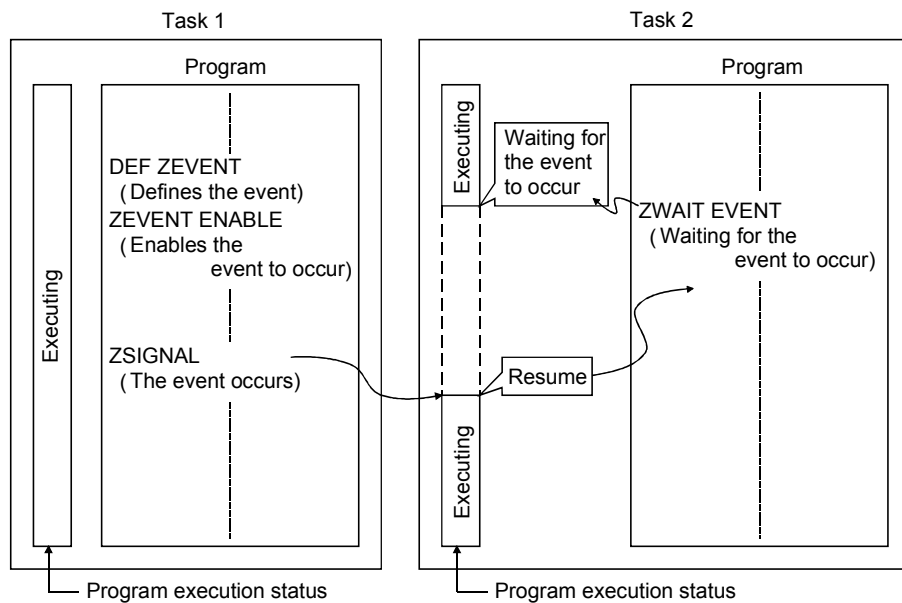 Task 1
Program
Executing
DEF ZEVENT
(Defines the event)
ZEVENT ENABLE
(Enables the
event to occur)
ZSIGNAL
(The event occurs)
Program execution status
Task 2
Program
Executing
Waiting for
the event
to occur
ZWAIT EVENT
(Waiting for the
event to occur)
Resume
Executing
Program execution status